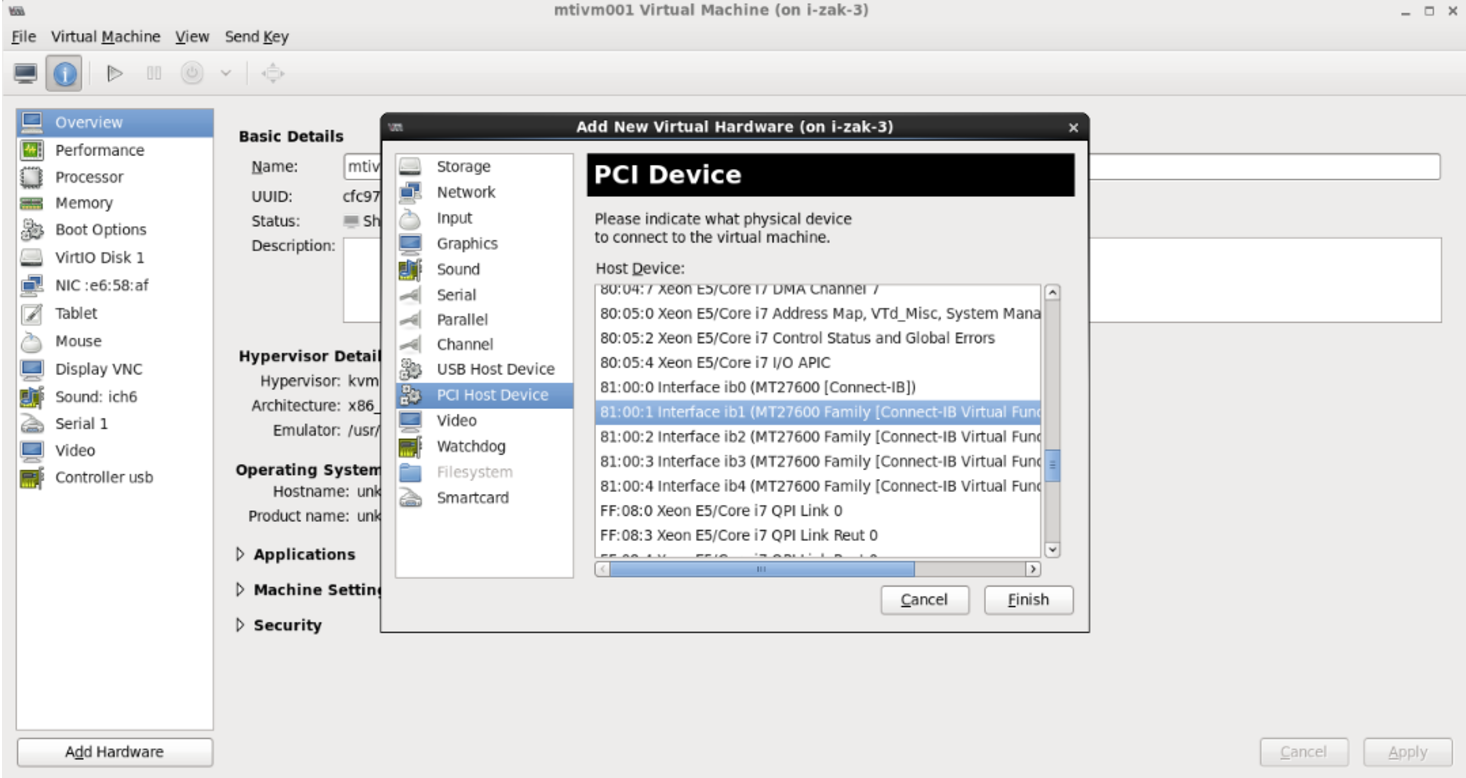 mtivm001 Virtual Machine (on i-zak-3)
File Virtual Machine View Send Key
Overview
Performance
Processor
Memory
Boot Options
VirtIO Disk 1
NIC :e6:58:af
Tablet
Mouse
Display VNC
Sound: ich6
Serial 1
Video
Controller usb
Add Hardware
Basic Details
Name: mtiv
UUID: cfc97
Status: Sh
Description:
Hypervisor Detail
Hypervisor: kvm
Architecture: x86_
Emulator: /usr/
Operating System
Hostname: unk
Product name: unk
Applications
Machine Setting
Security
Add New Virtual Hardware (on i-zak-3)
Storage
Network
Input
Graphics
Sound
Serial
Parallel
Channel
USB Host Device
PCI Host Device
Video
Watchdog
Filesystem
Smartcard
PCI Device
Please indicate what physical device
to connect to the virtual machine.
Host Device:
80:04:7 Xeon E5/Core i7 DMA Channel 7
80:05:0 Xeon E5/Core i7 Address Map, VTd_Misc, System Mana
80:05:2 Xeon E5/Core i7 Control Status and Global Errors
80:05:4 Xeon E5/Core i7 I/O APIC
81:00:0 Interface ib0 (MT27600 [Connect-IB])
81:00:1 Interface ib1 (MT27600 Family [Connect-IB Virtual Func
81:00:2 Interface ib2 (MT27600 Family [Connect-IB Virtual Func
81:00:3 Interface ib3 (MT27600 Family [Connect-IB Virtual Func
81:00:4 Interface ib4 (MT27600 Family [Connect-IB Virtual Func
FF:08:0 Xeon E5/Core i7 QPI Link 0
FF:08:3 Xeon E5/Core i7 QPI Link Reut 0
Cancel
Finish
Cancel
Apply